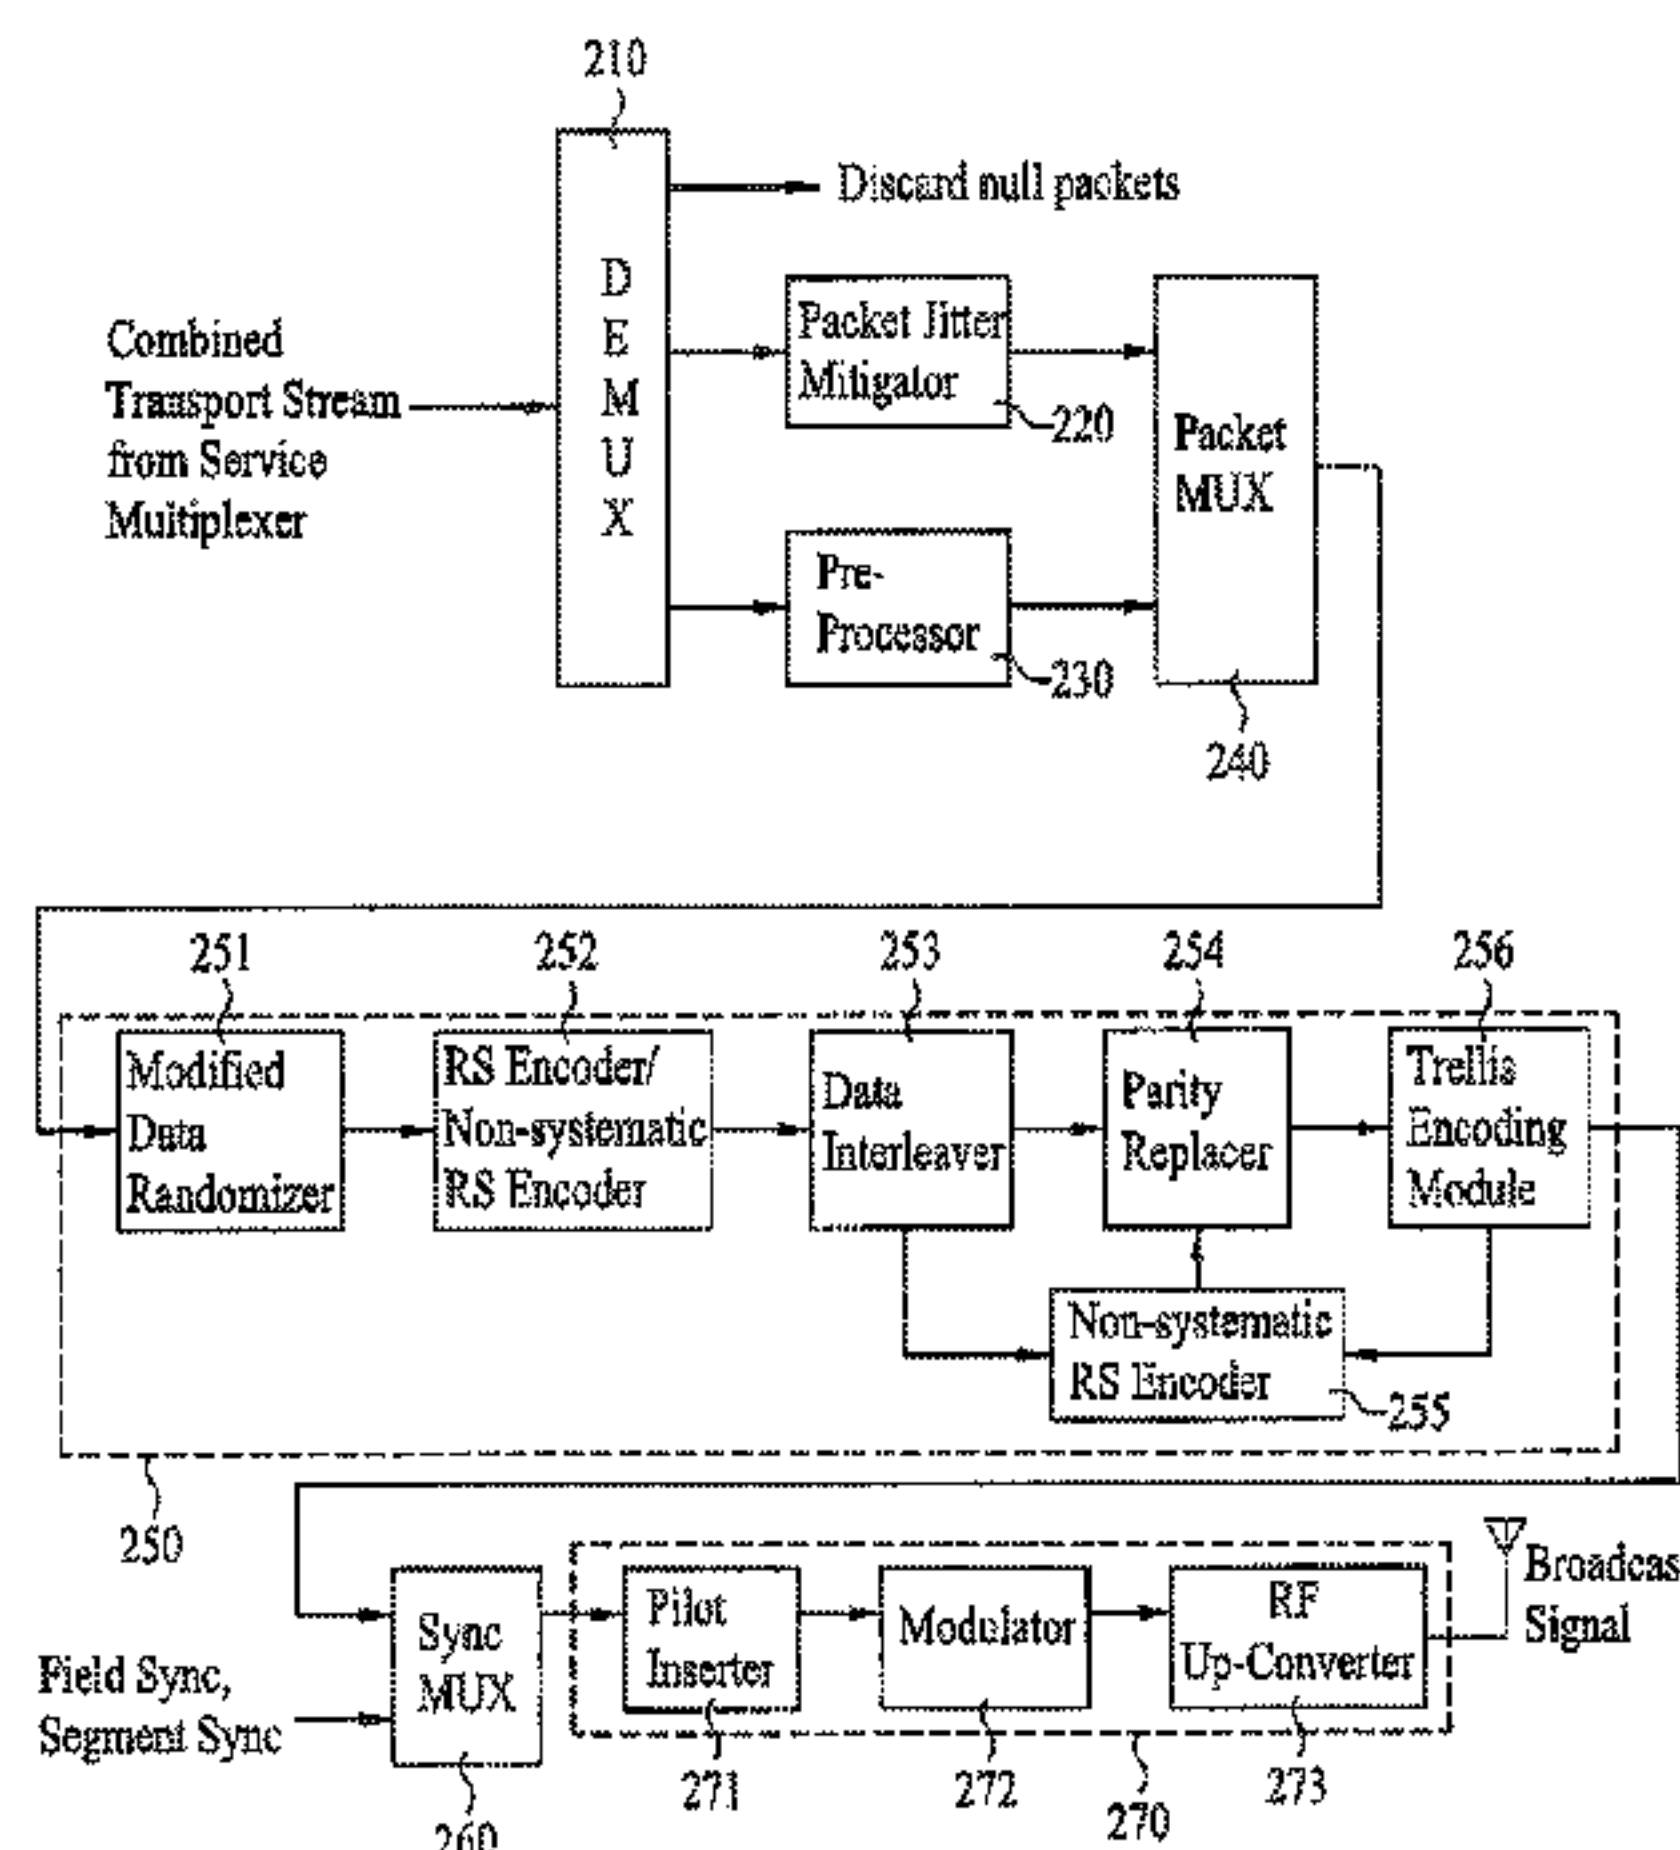 210
Discard null packets
D
E
M
U
X
Combined
Transport Stream
from Service
Multiplexer
Packet Jitter
Mitigator
220
Packet
MUX
Pre-
Processor
230
240
251
252
253
254
256
Modified
Data
Randomizer
RS Encoder/
Non-systematic
RS Encoder
Data
Interleaver
Parity
Replacer
Trellis
Encoding
Module
Non-systematic
RS Encoder
255
250
Sync
MUX
Pilot
Inserter
Modulator
RF
Up-Converter
Broadcas
Signal
Field Sync,
Segment Sync
260
271
272
270
273